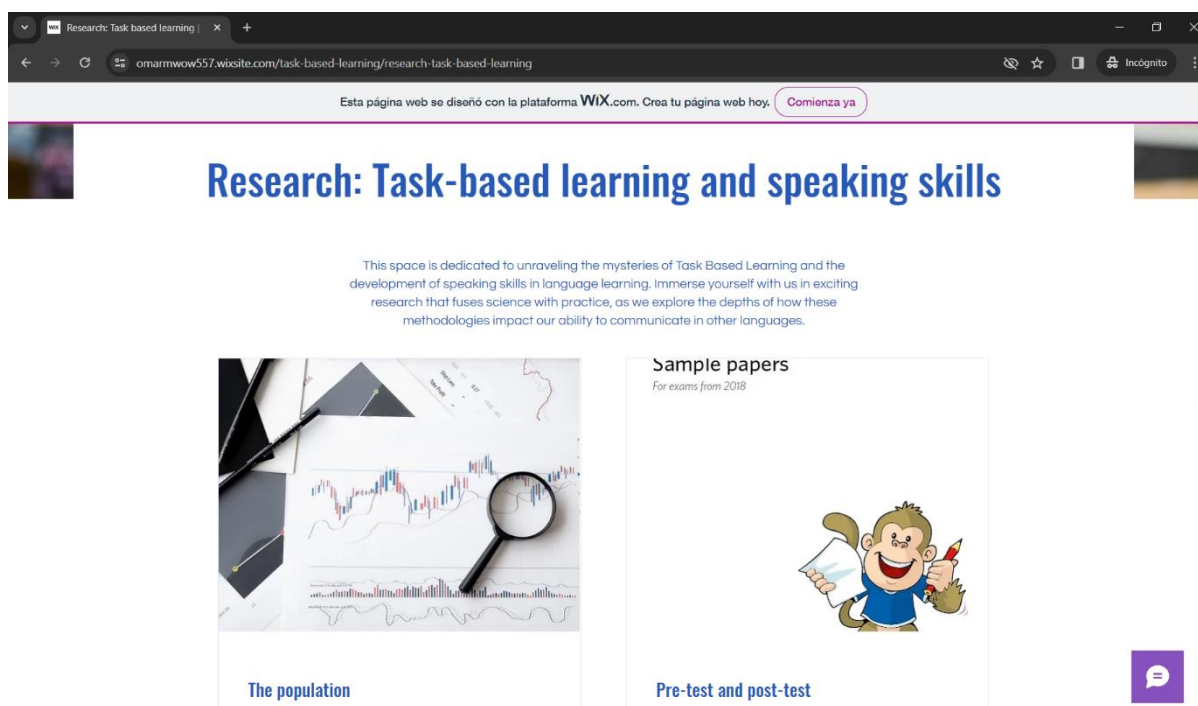 WiX Research: Task based learning |
omarmwow557.wixsite.com/task-based-learning/research-task-based-learning
Incógnito
Esta página web se diseñó con la plataforma WiX.com. Crea tu página web hoy. Comienza ya
Research: Task-based learning and speaking skills
This space is dedicated to unraveling the mysteries of Task Based Learning and the
development of speaking skills in language learning. Immerse yourself with us in exciting
research that fuses science with practice, as we explore the depths of how these
methodologies impact our ability to communicate in other languages.
Sample papers
For exams from 2018
The population
Pre-test and post-test